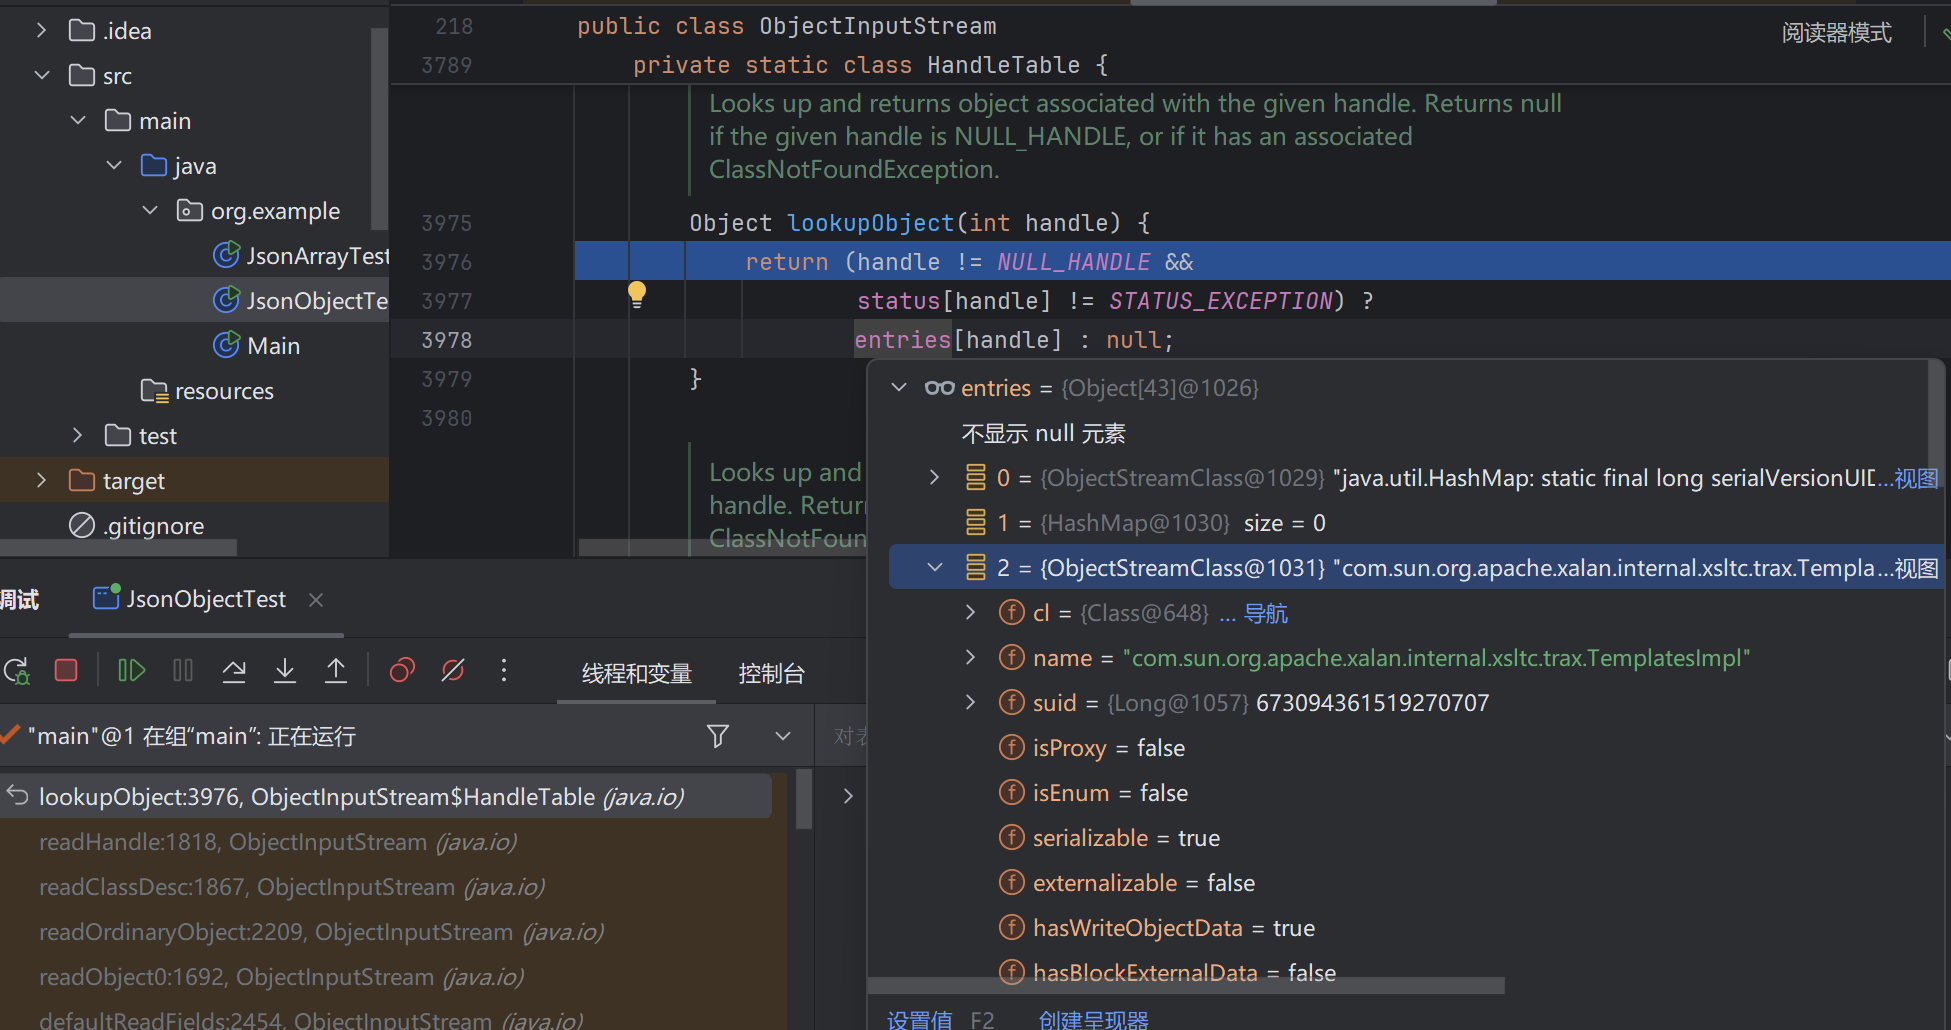 .idea
src
main
java
org.example
JsonArrayTest
JsonObjectTe
Main
resources
test
target
.gitignore
218 public class ObjectInputStream
阅读器模式
3789 private static class HandleTable {
Looks up and returns object associated with the given handle. Returns null
if the given handle is NULL_HANDLE, or if it has an associated
ClassNotFoundException.
3975 Object lookupObject(int handle) {
3976 return (handle != NULL_HANDLE &&
3977 status[handle] != STATUS_EXCEPTION) ?
3978 entries[handle] : null;
3979 }
3980
Looks up and
handle. Return
ClassNotFoun
entries = {Object[43]@1026}
不显示 null 元素
0 = {ObjectStreamClass@1029} "java.util.HashMap: static final long serialVersionUID...视图
1 = {HashMap@1030} size = 0
2 = {ObjectStreamClass@1031} "com.sun.org.apache.xalan.internal.xsltc.trax.Templa...视图
cl = {Class@648} ... 导航
name = "com.sun.org.apache.xalan.internal.xsltc.trax.TemplatesImpl"
suid = {Long@1057} 673094361519270707
isProxy = false
isEnum = false
serializable = true
externalizable = false
hasWriteObjectData = true
hasBlockExternalData = false
设置值 F2 创建呈现器
调试 JsonObjectTest
线程和变量 控制台
"main"@1 在组“main”: 正在运行
对表
lookupObject:3976, ObjectInputStream$HandleTable (java.io)
readHandle:1818, ObjectInputStream (java.io)
readClassDesc:1867, ObjectInputStream (java.io)
readOrdinaryObject:2209, ObjectInputStream (java.io)
readObject0:1692, ObjectInputStream (java.io)
defaultReadFields:2454, ObjectInputStream (java.io)